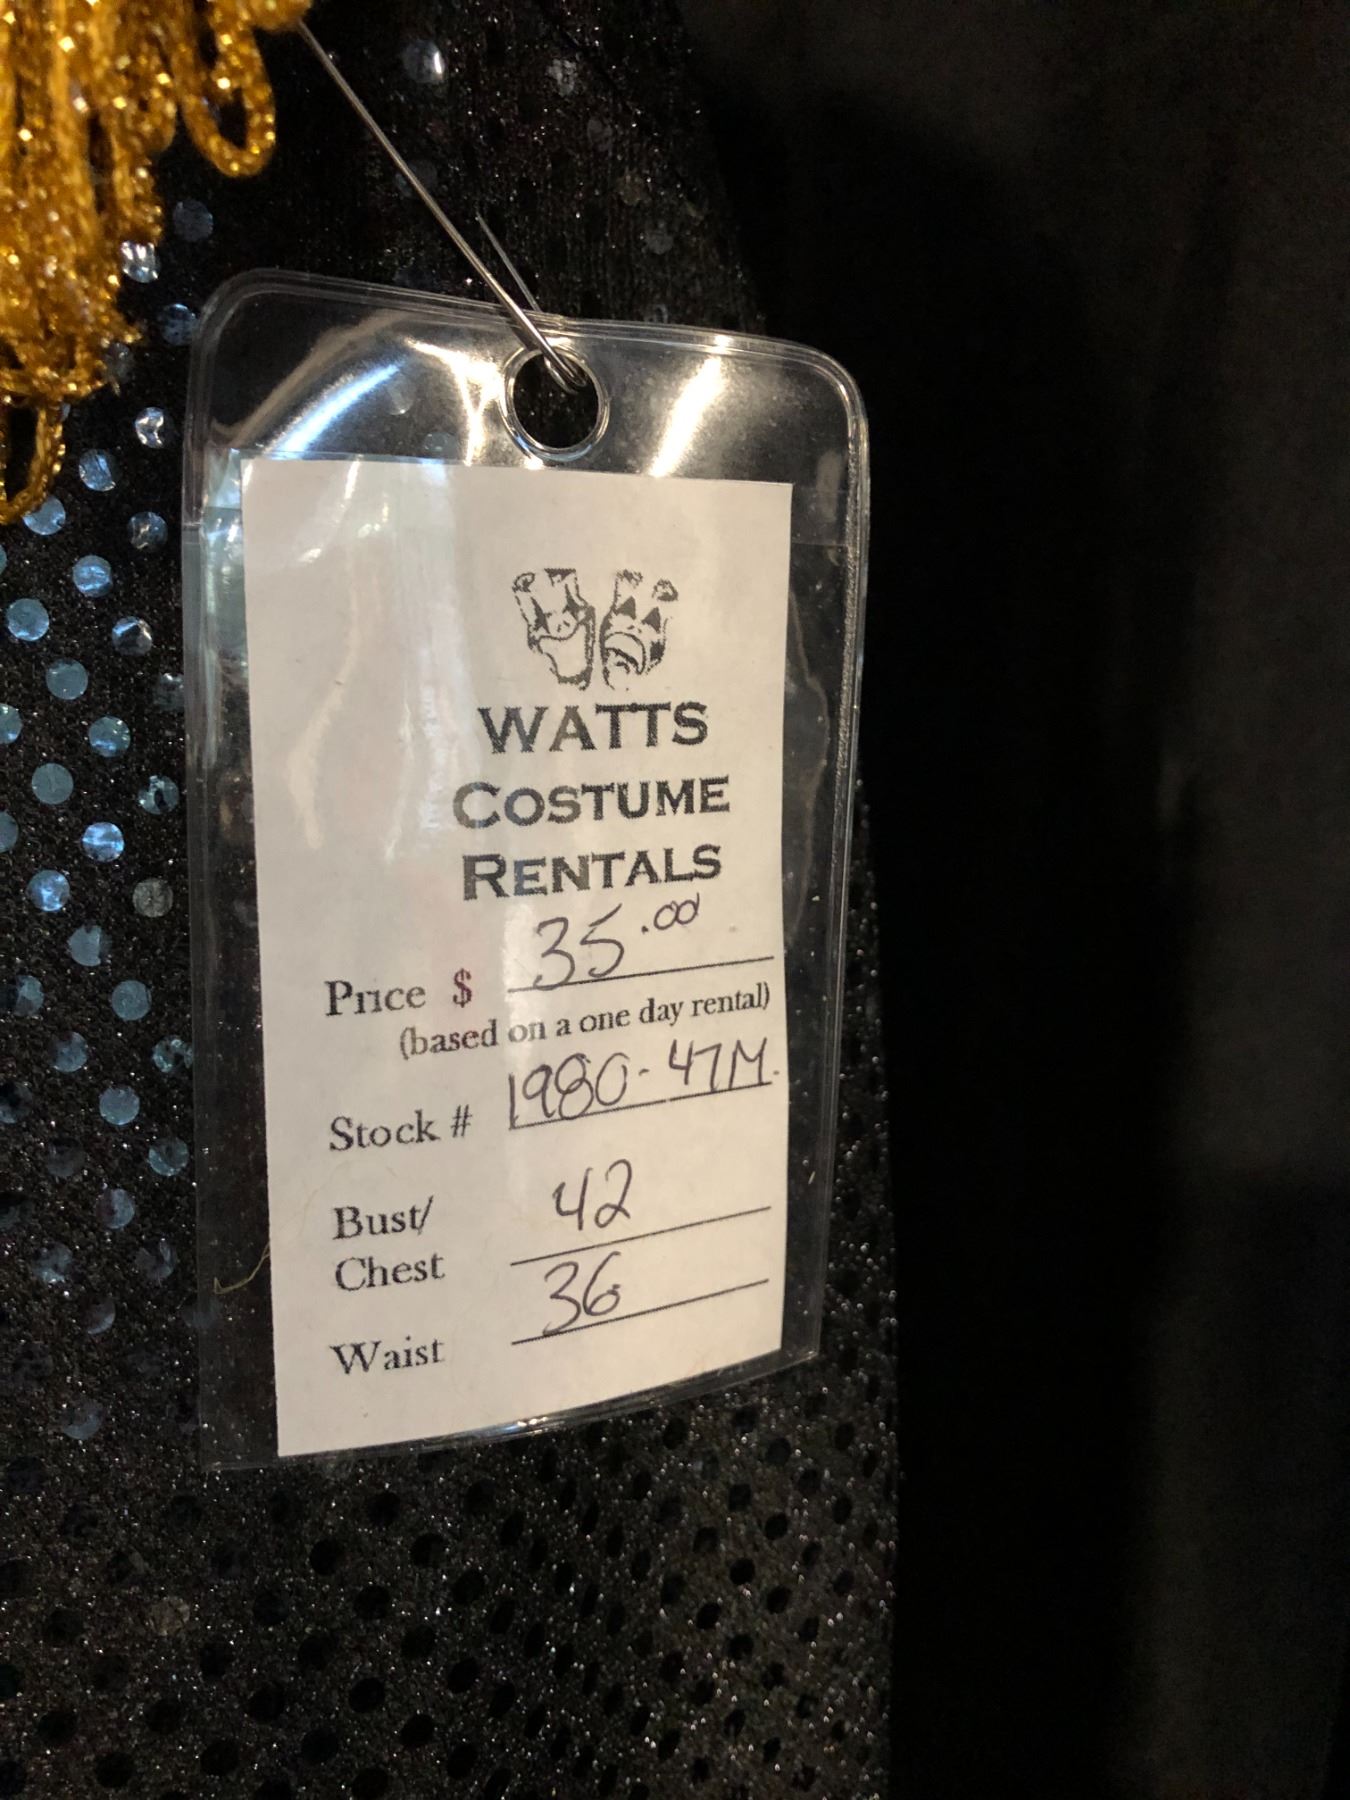 WATTS
COSTUME
RENTALS
Price $ 35.00
(based on a one day rental)
Stock # 1980-47M.
Bust/ 42
Chest
Waist 36